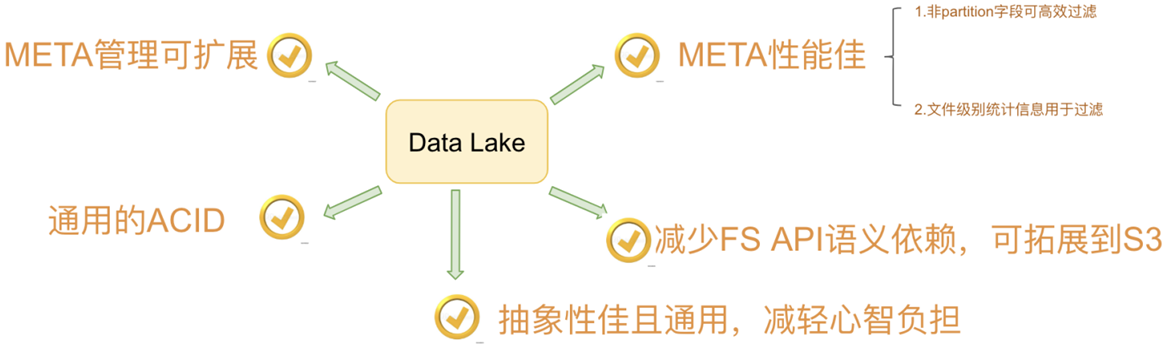 META管理可扩展
META性能佳
1.非partition字段可高效过滤
2.文件级别统计信息用于过滤
Data Lake
通用的ACID
减少FS API语义依赖，可拓展到S3
抽象性佳且通用，减轻心智负担